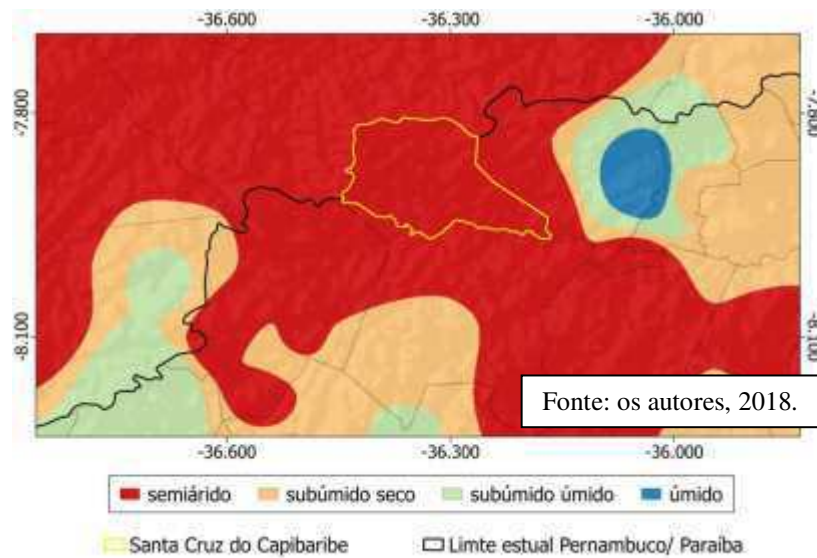 -36.600 -36.300 -36.000
-7.800 -7.800
-8.100 -8.100
Fonte: os autores, 2018.
-36.600 -36.300 -36.000
semiárido subúmido seco subúmido úmido úmido
Santa Cruz do Capibaribe Limte estual Pernambuco/ Paraíba